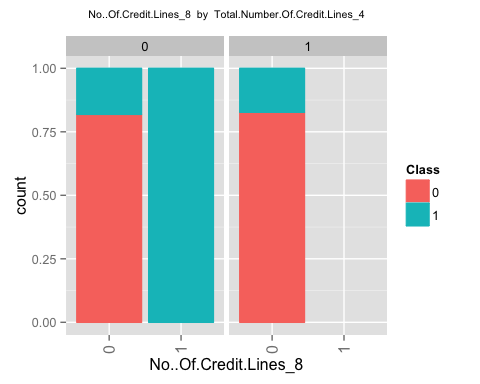 No..Of.Credit.Lines_8 by Total.Number.Of.Credit.Lines_4
0 1
1.00
0.75
0.50
0.25
0.00
count
0 1 0 1
No..Of.Credit.Lines_8
Class
0
1